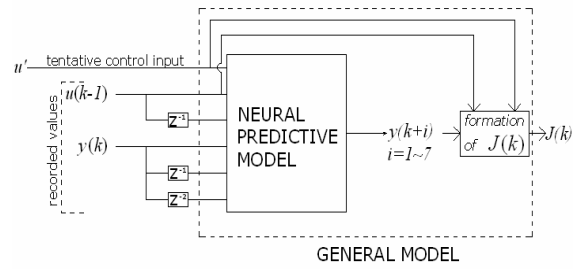 u' tentative control input
recorded values
u(k-1)
z⁻¹
y(k)
z⁻¹
z⁻²
NEURAL
PREDICTIVE
MODEL
y(k+i)
i=1~7
formation
of J(k)
J(k)
GENERAL MODEL